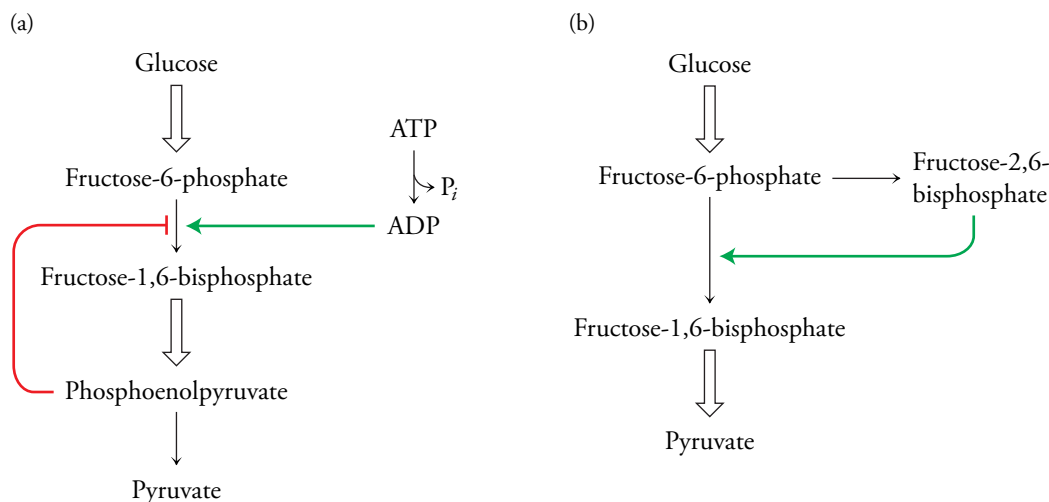 (a)
Glucose
ATP
Fructose-6-phosphate
Pi
ADP
Fructose-1,6-bisphosphate
Phosphoenolpyruvate
Pyruvate
(b)
Glucose
Fructose-6-phosphate
Fructose-2,6-
bisphosphate
Fructose-1,6-bisphosphate
Pyruvate